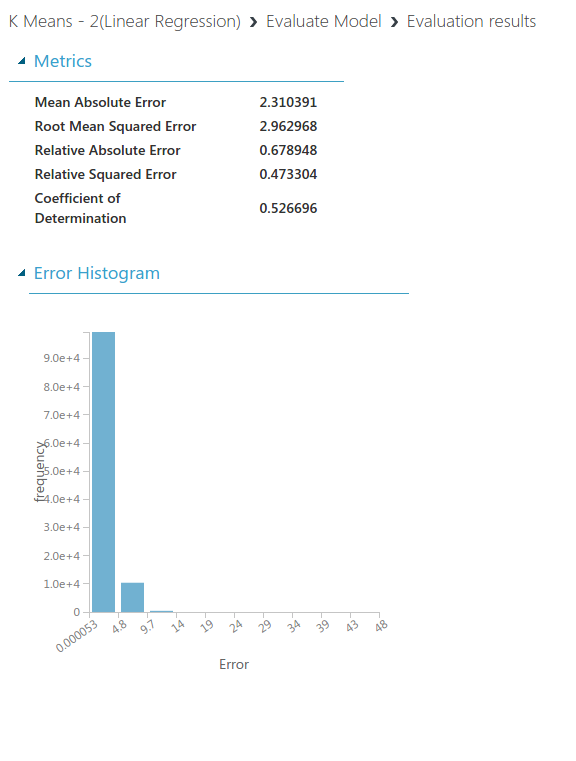 K Means - 2(Linear Regression) ❯ Evaluate Model ❯ Evaluation results
Metrics
Mean Absolute Error 2.310391
Root Mean Squared Error 2.962968
Relative Absolute Error 0.678948
Relative Squared Error 0.473304
Coefficient of
Determination 0.526696
Error Histogram
9.0e+4
8.0e+4
7.0e+4
6.0e+4
5.0e+4
4.0e+4
3.0e+4
2.0e+4
1.0e+4
0
frequency
0.000053 4.8 9.7 14 19 24 29 34 39 43 48
Error